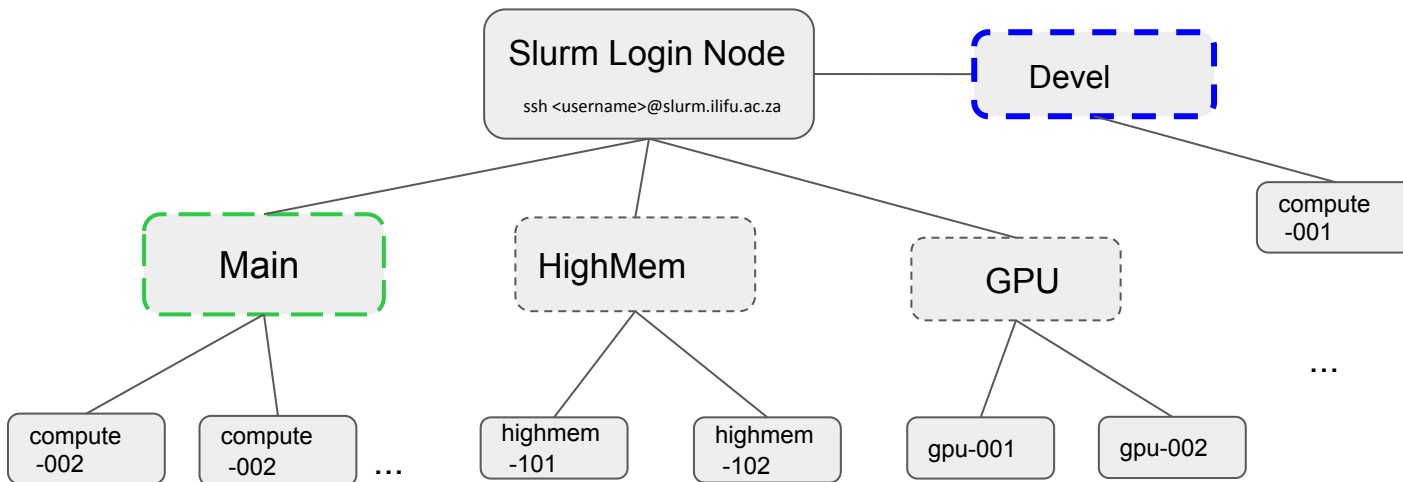 Slurm Login Node
ssh <username>@slurm.ilifu.ac.za
Devel
compute
-001
Main
HighMem
GPU
...
compute
-002
compute
-002
...
highmem
-101
highmem
-102
gpu-001
gpu-002